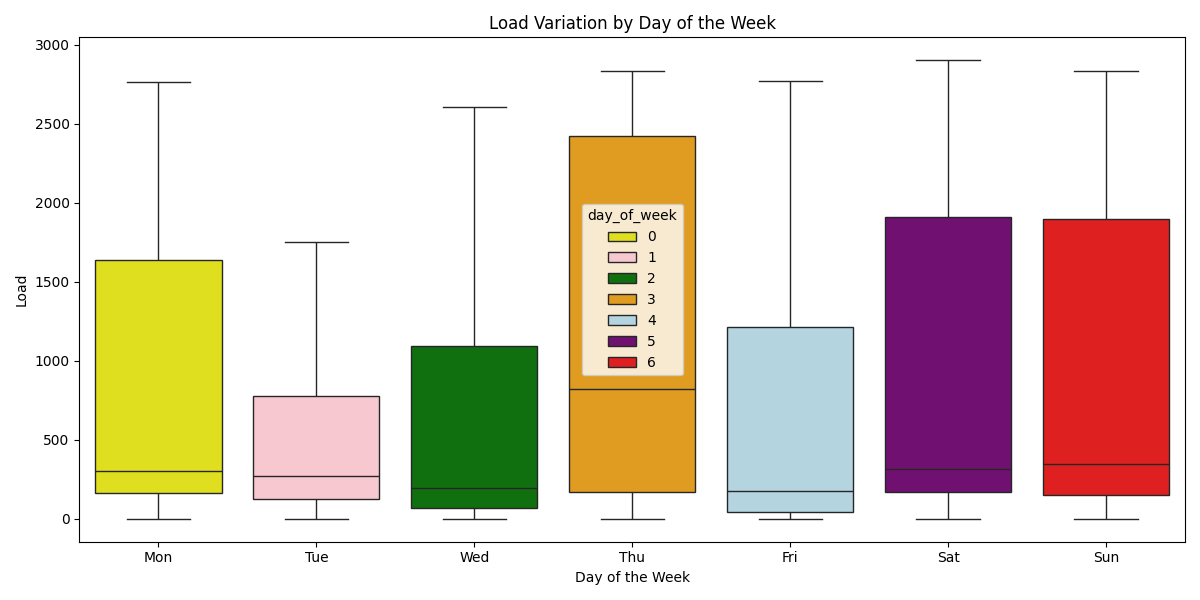 Load Variation by Day of the Week
3000
2500
2000
1500
1000
500
0
Load
day_of_week
0
1
2
3
4
5
6
Mon Tue Wed Thu Fri Sat Sun
Day of the Week